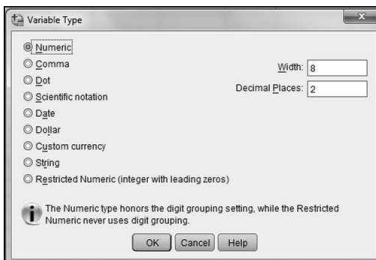 Variable Type
Numeric
Comma
Dot
Scientific notation
Date
Dollar
Custom currency
String
Restricted Numeric (integer with leading zeros)
Width: 8
Decimal Places: 2
The Numeric type honors the digit grouping setting, while the Restricted
Numeric never uses digit grouping.
OK Cancel Help